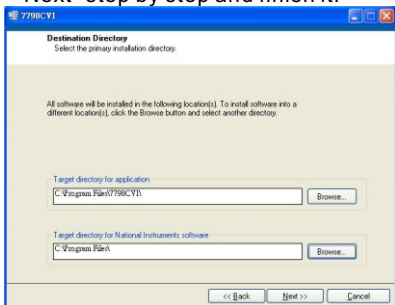 "Next" step by step and finish it.
7798CVI
Destination Directory
Select the primary installation directory.
All software will be installed in the following location(s). To install software into a
different location(s), click the Browse button and select another directory.
Target directory for application
C:\Program Files\7798CVI\
Browse...
Target directory for National Instruments software
C:\Program Files\
Browse...
<< Back
Next >>
Cancel